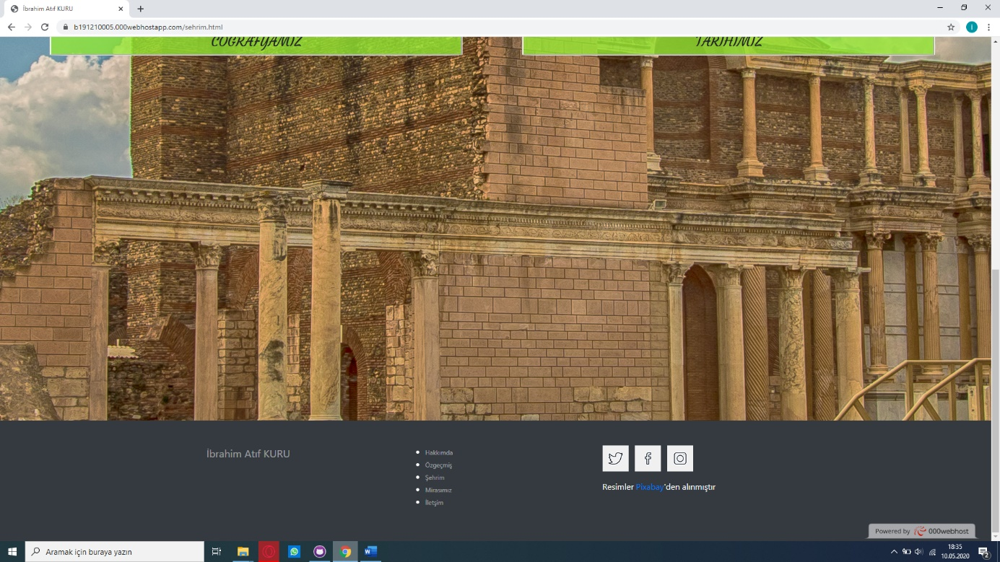 İbrahim Atıf KURU
b191210005.000webhostapp.com/sehrim.html
COĞRAFYAMIZ
TARİHİMİZ
İbrahim Atıf KURU
Hakkımda
Özgeçmiş
Şehrim
Mirasımız
İletşim
Resimler Pixabay'den alınmıştır
Powered by 000webhost
Aramak için buraya yazın
18:35
10.05.2020